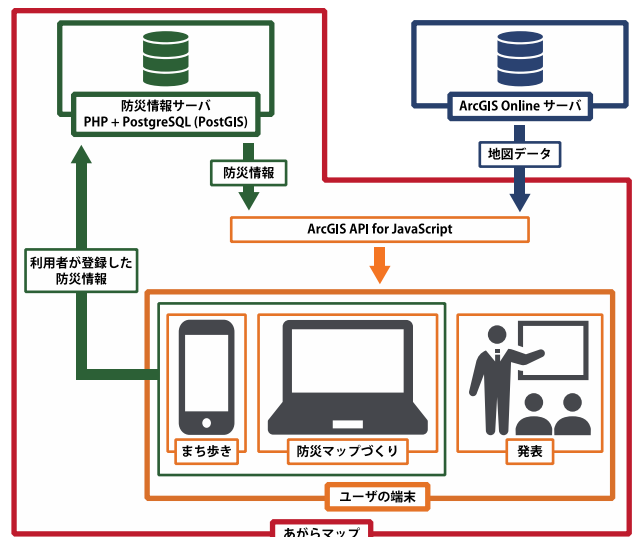 防災情報サーバ
PHP + PostgreSQL (PostGIS)
ArcGIS Online サーバ
防災情報
地図データ
ArcGIS API for JavaScript
利用者が登録した
防災情報
まち歩き
防災マップづくり
発表
ユーザの端末
あがらマップ